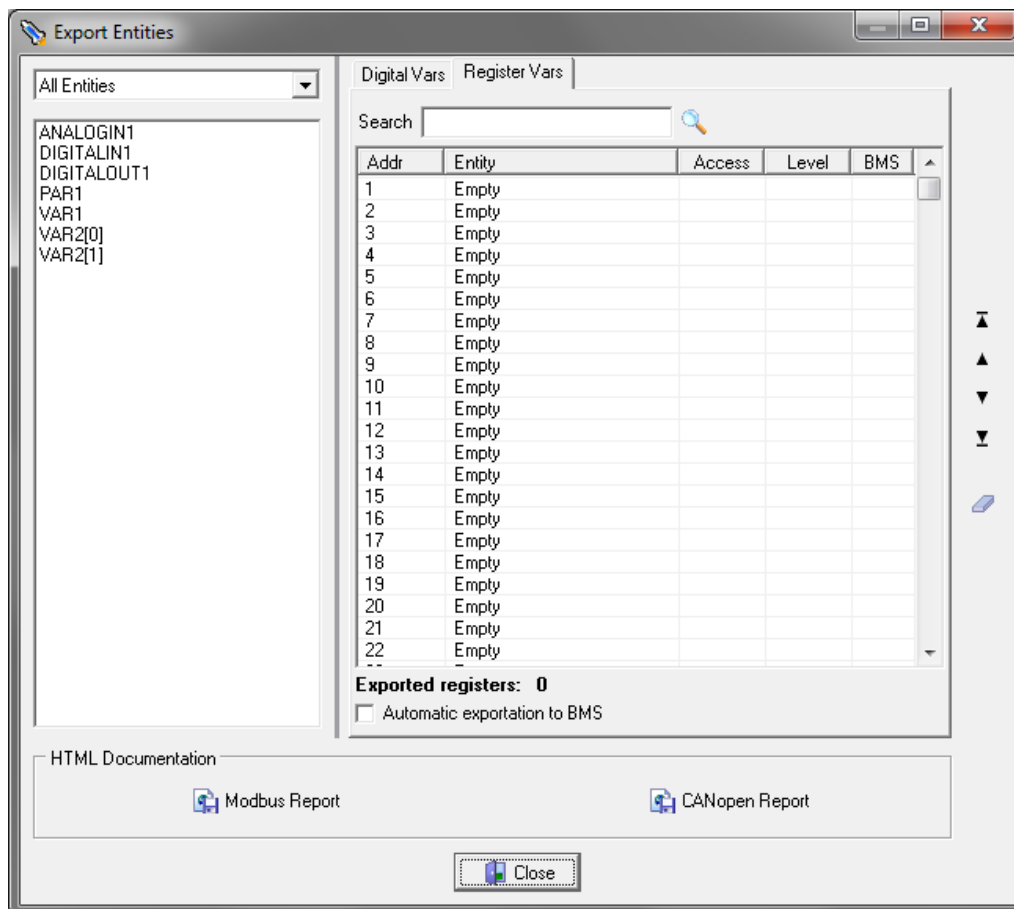 Export Entities
All Entities
ANALOGIN1
DIGITALIN1
DIGITALOUT1
PAR1
VAR1
VAR2[0]
VAR2[1]
Digital Vars Register Vars
Search
Addr Entity Access Level BMS
1 Empty
2 Empty
3 Empty
4 Empty
5 Empty
6 Empty
7 Empty
8 Empty
9 Empty
10 Empty
11 Empty
12 Empty
13 Empty
14 Empty
15 Empty
16 Empty
17 Empty
18 Empty
19 Empty
20 Empty
21 Empty
22 Empty
Exported registers: 0
Automatic exportation to BMS
HTML Documentation
Modbus Report CANopen Report
Close